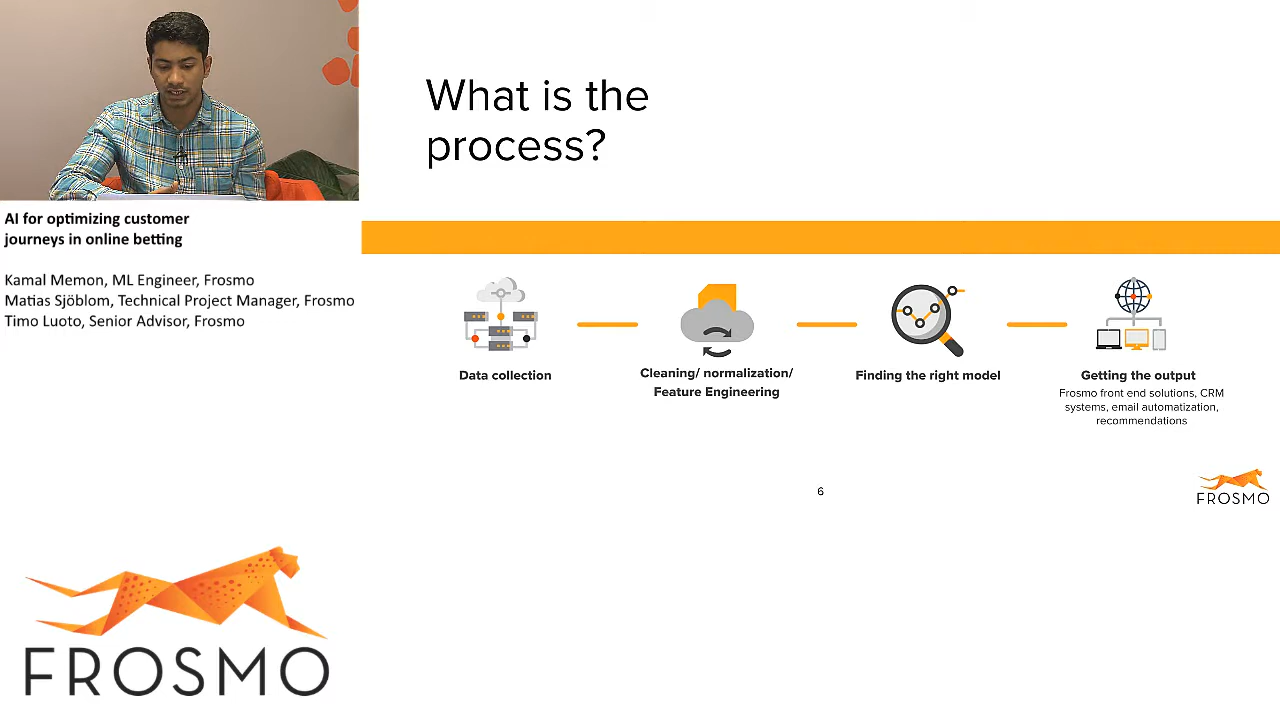 What is the
process?
AI for optimizing customer
journeys in online betting
Kamal Memon, ML Engineer, Frosmo
Matias Sjöblom, Technical Project Manager, Frosmo
Timo Luoto, Senior Advisor, Frosmo
Data collection
Cleaning/ normalization/
Feature Engineering
Finding the right model
Getting the output
Frosmo front end solutions, CRM
systems, email automatization,
recommendations
6
FROSMO
FROSMO